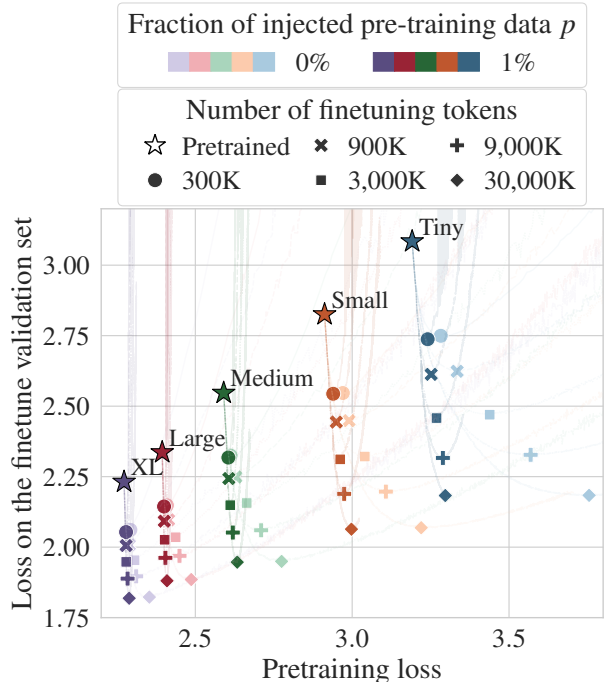 Fraction of injected pre-training data p
0% 1%
Number of finetuning tokens
Pretrained 900K 9,000K
300K 3,000K 30,000K
Loss on the finetune validation set
3.00
2.75
2.50
2.25
2.00
1.75
Tiny
Small
Medium
Large
XL
2.5 3.0 3.5
Pretraining loss